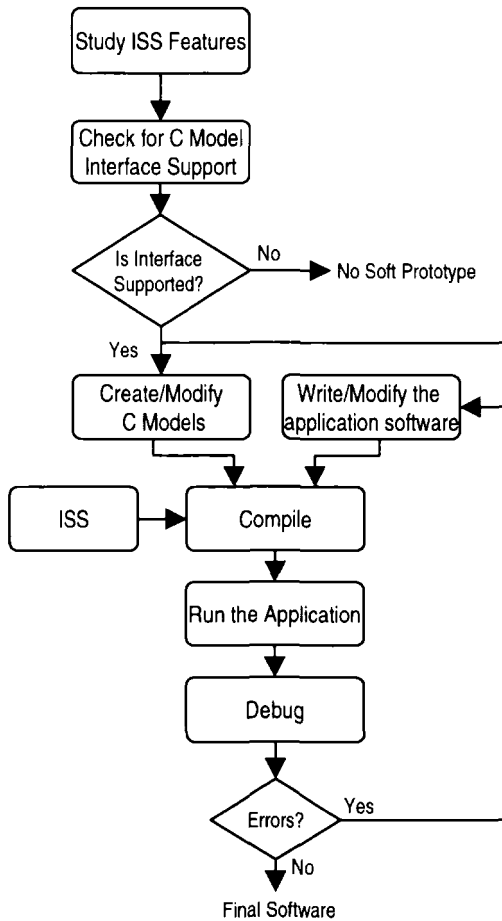 Study ISS Features
Check for C Model
Interface Support
Is Interface
Supported?
No
No Soft Prototype
Yes
Create/Modify
C Models
Write/Modify the
application software
ISS
Compile
Run the Application
Debug
Errors?
Yes
No
Final Software